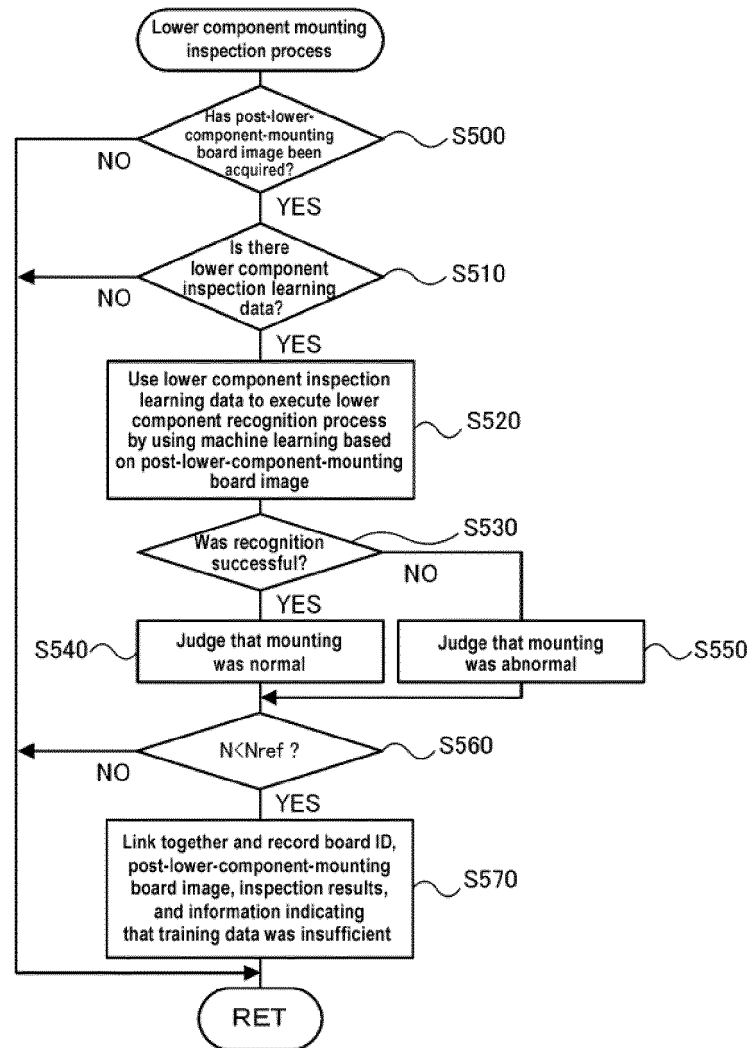 Lower component mounting
inspection process
Has post-lower-
component-mounting
board image been
acquired?
S500
NO
YES
Is there
lower component
inspection learning
data?
S510
NO
YES
Use lower component inspection
learning data to execute lower
component recognition process
by using machine learning based
on post-lower-component-mounting
board image
S520
S530
Was recognition
successful?
NO
YES
S540
Judge that mounting
was normal
Judge that mounting
was abnormal
S550
N<Nref ?
S560
NO
YES
Link together and record board ID,
post-lower-component-mounting
board image, inspection results,
and information indicating
that training data was insufficient
S570
RET